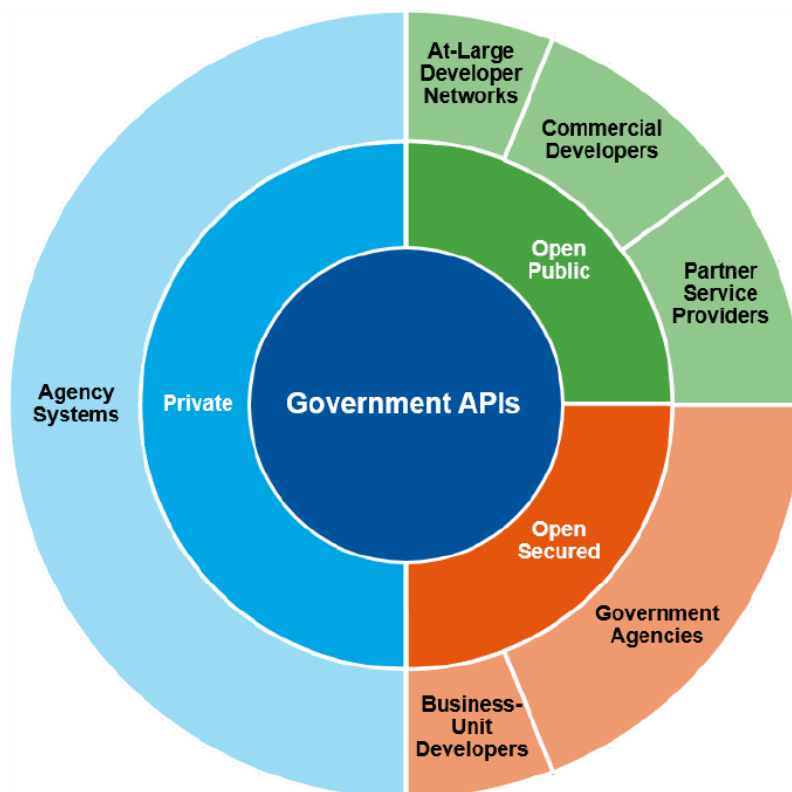 At-Large
Developer
Networks
Commercial
Developers
Open
Public
Partner
Service
Providers
Agency
Systems
Private
Government APIs
Open
Secured
Government
Agencies
Business-
Unit
Developers